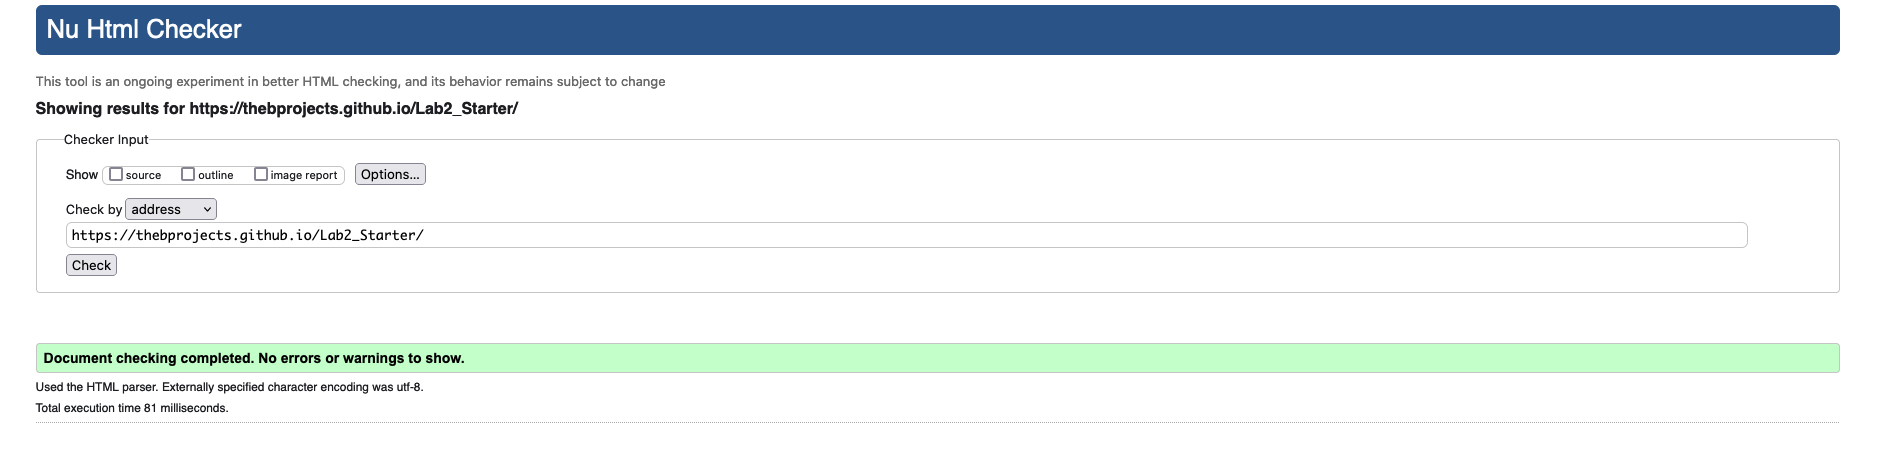 Nu Html Checker
This tool is an ongoing experiment in better HTML checking, and its behavior remains subject to change
Showing results for https://thebprojects.github.io/Lab2_Starter/
Checker Input
Show source outline image report Options...
Check by address
https://thebprojects.github.io/Lab2_Starter/
Check
Document checking completed. No errors or warnings to show.
Used the HTML parser. Externally specified character encoding was utf-8.
Total execution time 81 milliseconds.